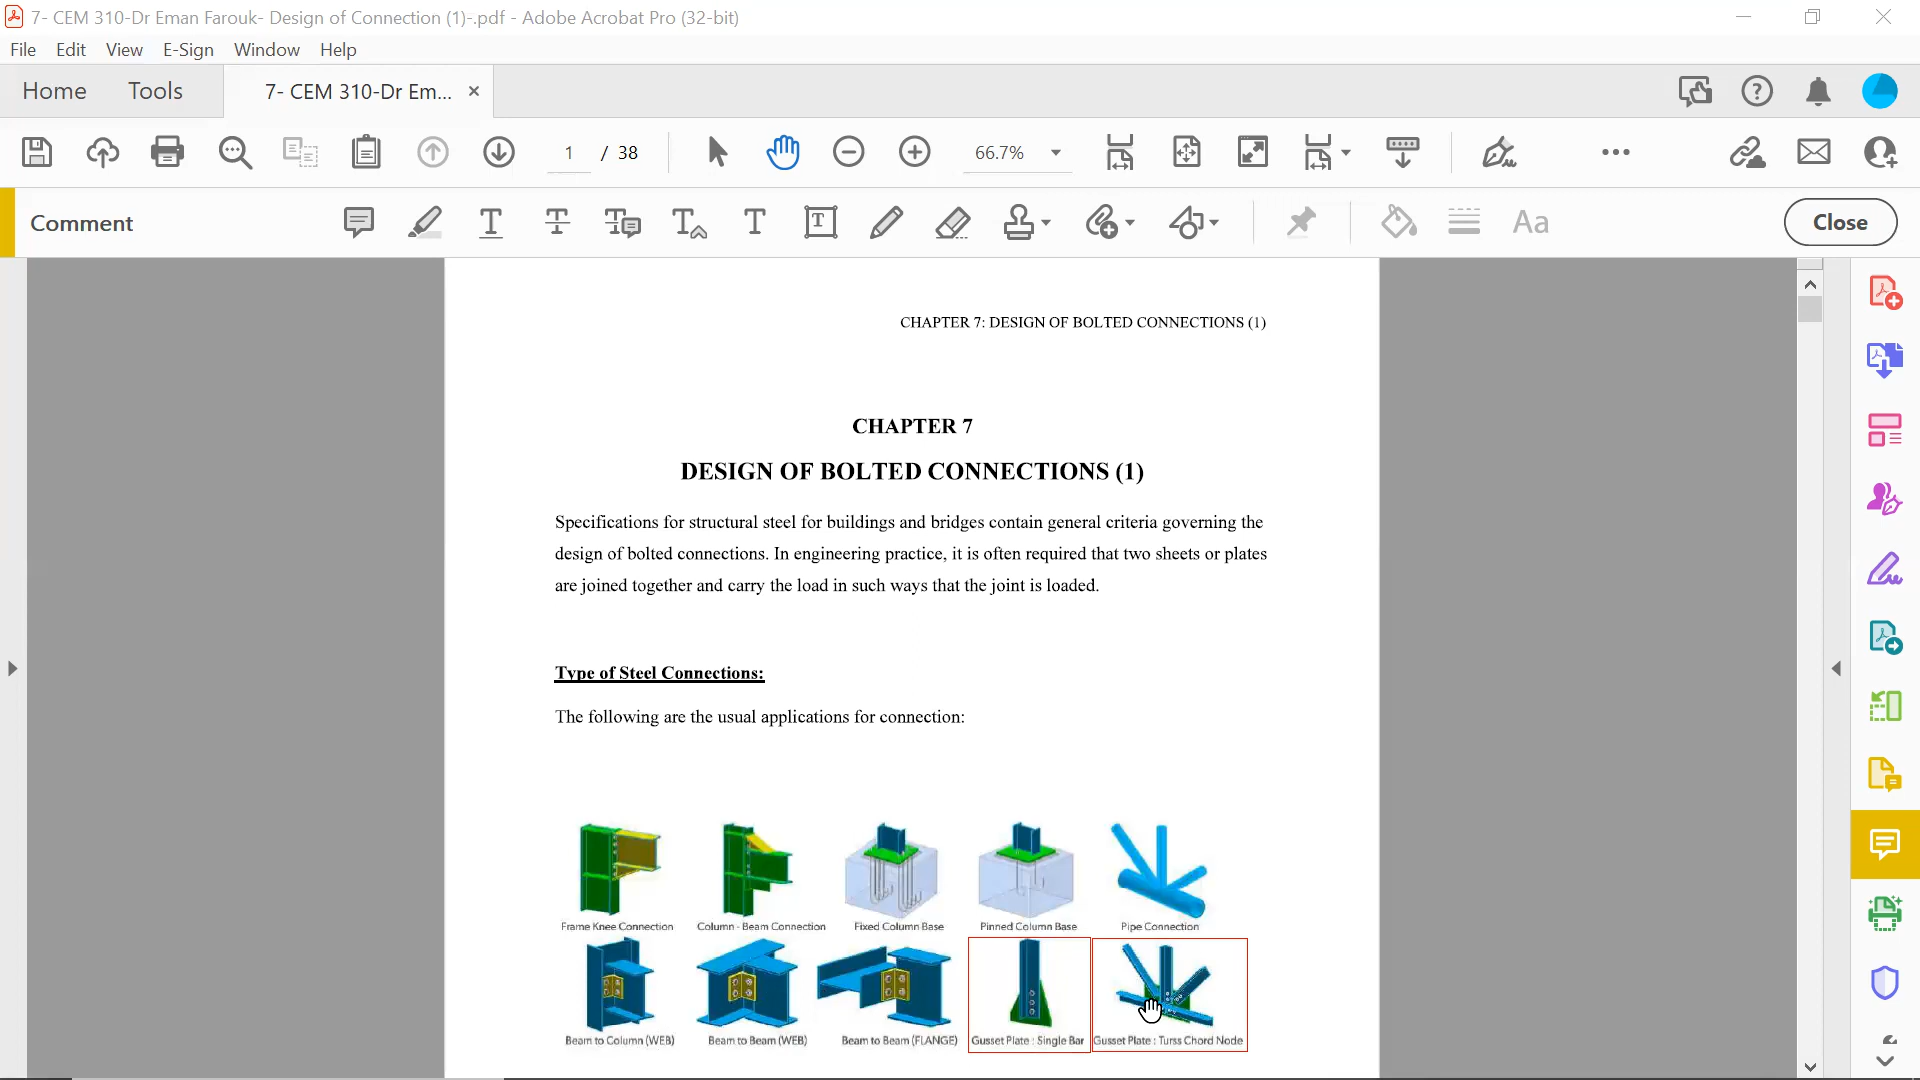 7- CEM 310-Dr Eman Farouk- Design of Connection (1)-.pdf - Adobe Acrobat Pro (32-bit)
File Edit View E-Sign Window Help
Home Tools 7- CEM 310-Dr Em... ×
1 / 38 66.7%
Comment Aa Close
CHAPTER 7: DESIGN OF BOLTED CONNECTIONS (1)
CHAPTER 7
DESIGN OF BOLTED CONNECTIONS (1)
Specifications for structural steel for buildings and bridges contain general criteria governing the
design of bolted connections. In engineering practice, it is often required that two sheets or plates
are joined together and carry the load in such ways that the joint is loaded.
Type of Steel Connections:
The following are the usual applications for connection:
Frame Knee Connection Column - Beam Connection Fixed Column Base Pinned Column Base Pipe Connection
Beam to Column (WEB) Beam to Beam (WEB) Beam to Beam (FLANGE) Gusset Plate : Single Bar Gusset Plate : Turss Chord Node